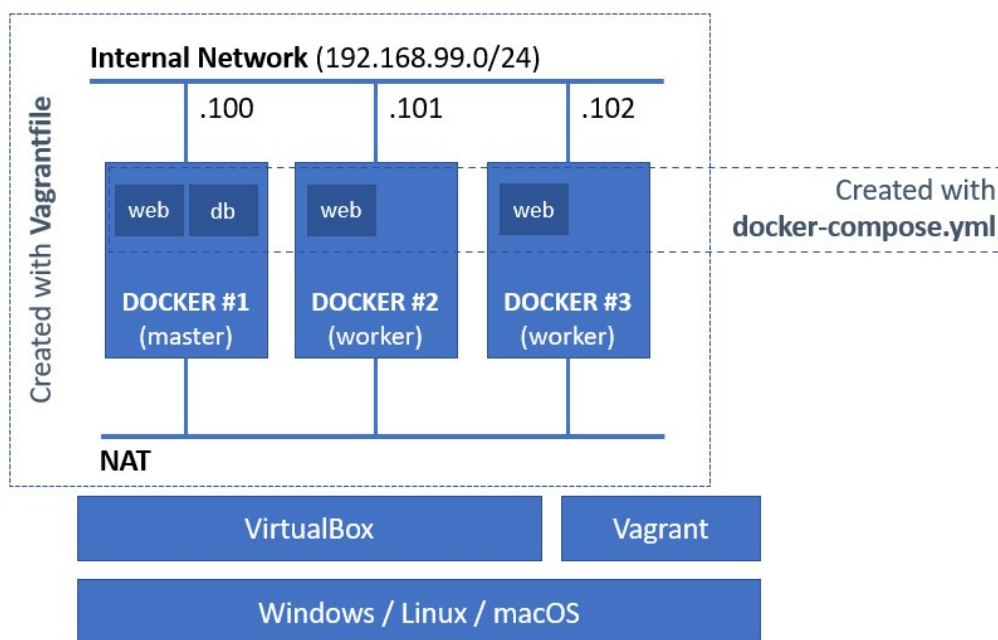 Internal Network (192.168.99.0/24)
.100
.101
.102
Created with Vagrantfile
web
db
web
web
Created with
docker-compose.yml
DOCKER #1
(master)
DOCKER #2
(worker)
DOCKER #3
(worker)
NAT
VirtualBox
Vagrant
Windows / Linux / macOS